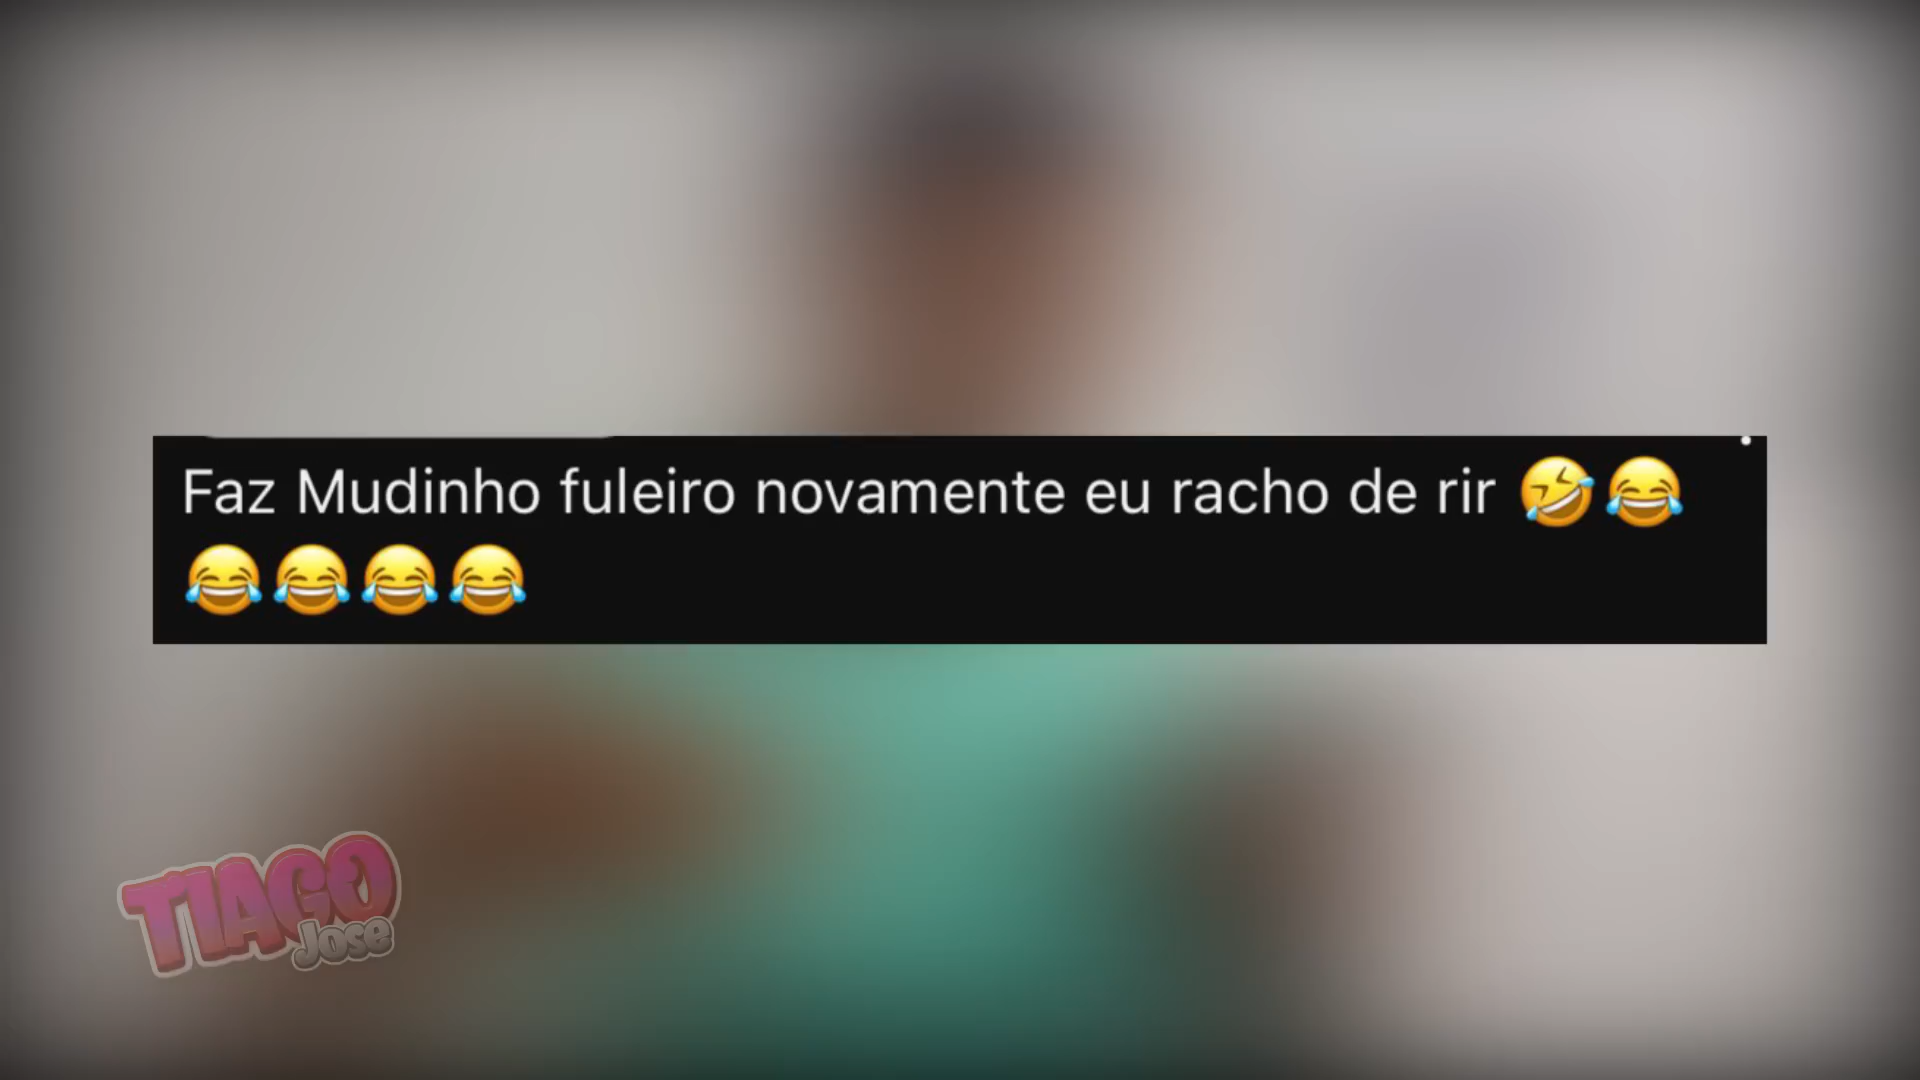 Faz Mudinho fuleiro novamente eu racho de rir 🤣😂
😂😂😂😂
TIAGO
Jose